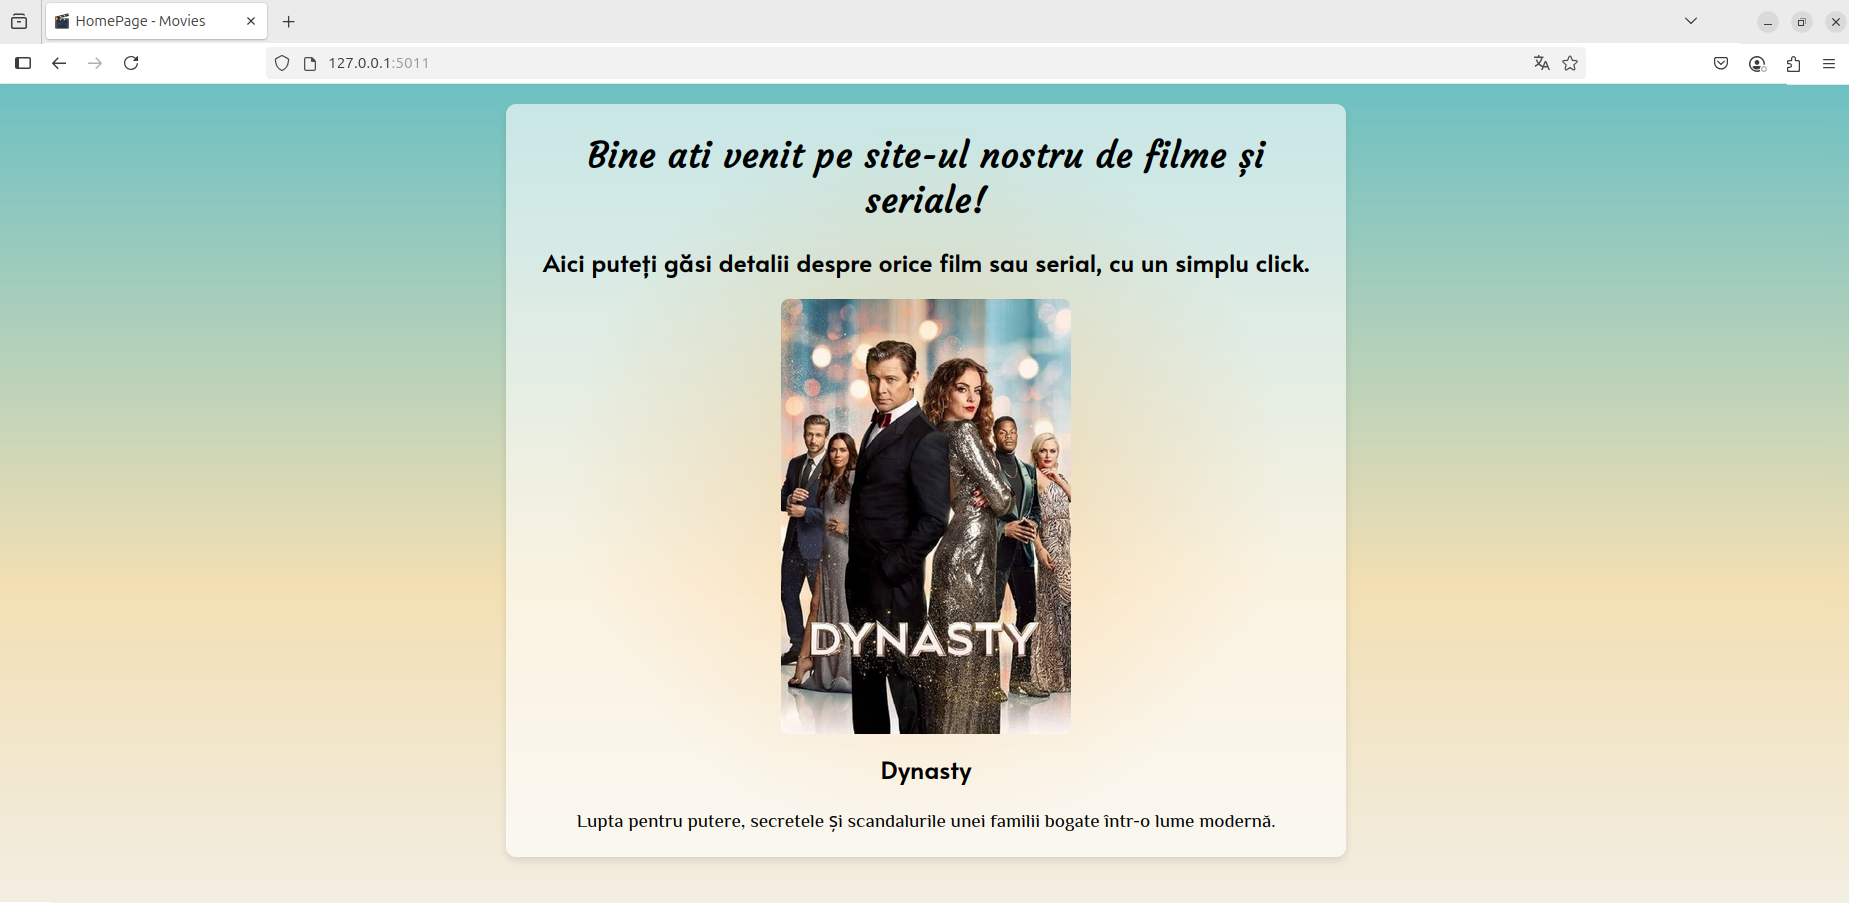 HomePage - Movies
127.0.0.1:5011
Bine ati venit pe site-ul nostru de filme și
seriale!
Aici puteți găsi detalii despre orice film sau serial, cu un simplu click.
DYNASTY
Dynasty
Lupta pentru putere, secretele și scandalurile unei familii bogate într-o lume modernă.